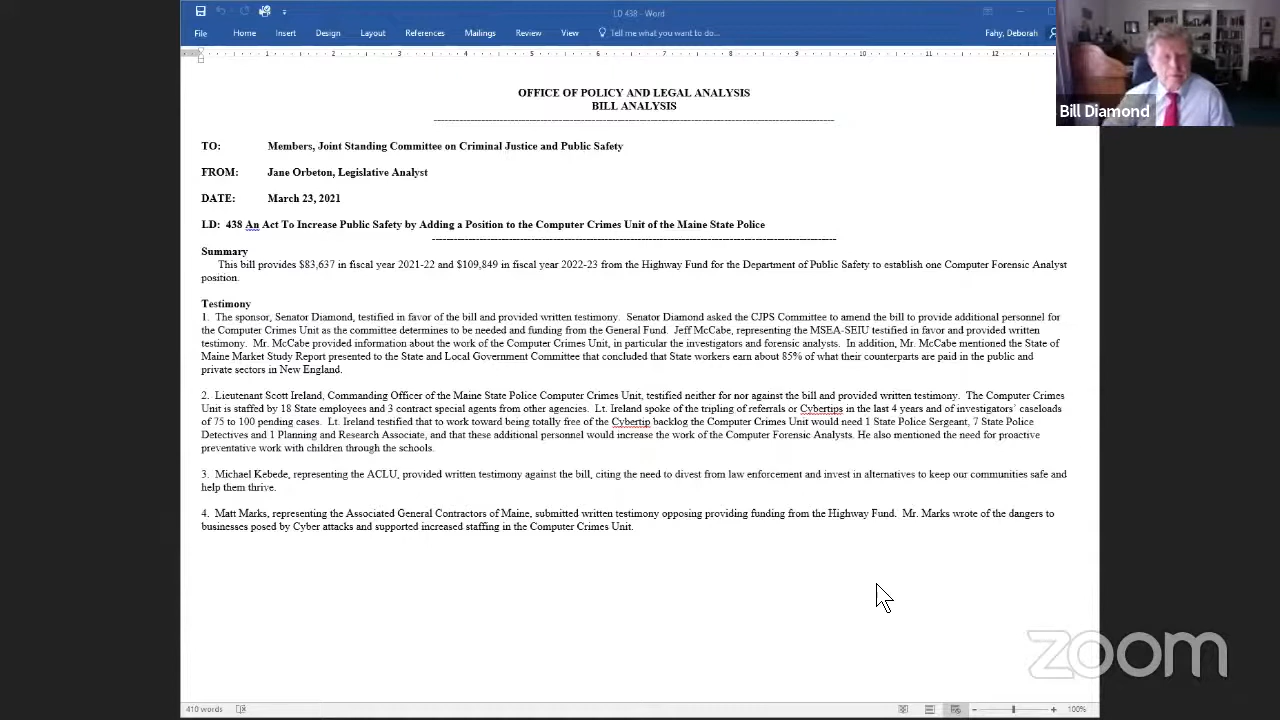 LD 438 - Word
File Home Insert Design Layout References Mailings Review View Tell me what you want to do... Fahy, Deborah
1 2 3 4 5 6 7 8 9 10 11 12
Bill Diamond
OFFICE OF POLICY AND LEGAL ANALYSIS
BILL ANALYSIS
TO: Members, Joint Standing Committee on Criminal Justice and Public Safety
FROM: Jane Orbeton, Legislative Analyst
DATE: March 23, 2021
LD: 438 An Act To Increase Public Safety by Adding a Position to the Computer Crimes Unit of the Maine State Police
Summary
This bill provides $83,637 in fiscal year 2021-22 and $109,849 in fiscal year 2022-23 from the Highway Fund for the Department of Public Safety to establish one Computer Forensic Analyst
position.
Testimony
1. The sponsor, Senator Diamond, testified in favor of the bill and provided written testimony. Senator Diamond asked the CJPS Committee to amend the bill to provide additional personnel for
the Computer Crimes Unit as the committee determines to be needed and funding from the General Fund. Jeff McCabe, representing the MSEA-SEIU testified in favor and provided written
testimony. Mr. McCabe provided information about the work of the Computer Crimes Unit, in particular the investigators and forensic analysts. In addition, Mr. McCabe mentioned the State of
Maine Market Study Report presented to the State and Local Government Committee that concluded that State workers earn about 85% of what their counterparts are paid in the public and
private sectors in New England.
2. Lieutenant Scott Ireland, Commanding Officer of the Maine State Police Computer Crimes Unit, testified neither for nor against the bill and provided written testimony. The Computer Crimes
Unit is staffed by 18 State employees and 3 contract special agents from other agencies. Lt. Ireland spoke of the tripling of referrals or Cybertips in the last 4 years and of investigators' caseloads
of 75 to 100 pending cases. Lt. Ireland testified that to work toward being totally free of the Cybertip backlog the Computer Crimes Unit would need 1 State Police Sergeant, 7 State Police
Detectives and 1 Planning and Research Associate, and that these additional personnel would increase the work of the Computer Forensic Analysts. He also mentioned the need for proactive
preventative work with children through the schools.
3. Michael Kebede, representing the ACLU, provided written testimony against the bill, citing the need to divest from law enforcement and invest in alternatives to keep our communities safe and
help them thrive.
4. Matt Marks, representing the Associated General Contractors of Maine, submitted written testimony opposing providing funding from the Highway Fund. Mr. Marks wrote of the dangers to
businesses posed by Cyber attacks and supported increased staffing in the Computer Crimes Unit.
zoom
410 words 100%